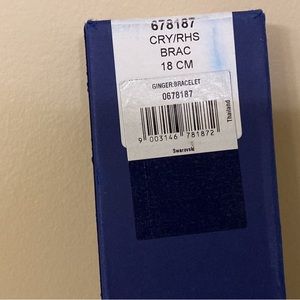 678187
CRY/RHS
BRAC
18 CM
GINGER:BRACELET
0678187
9 003146 781872
Thailand
Swarovski